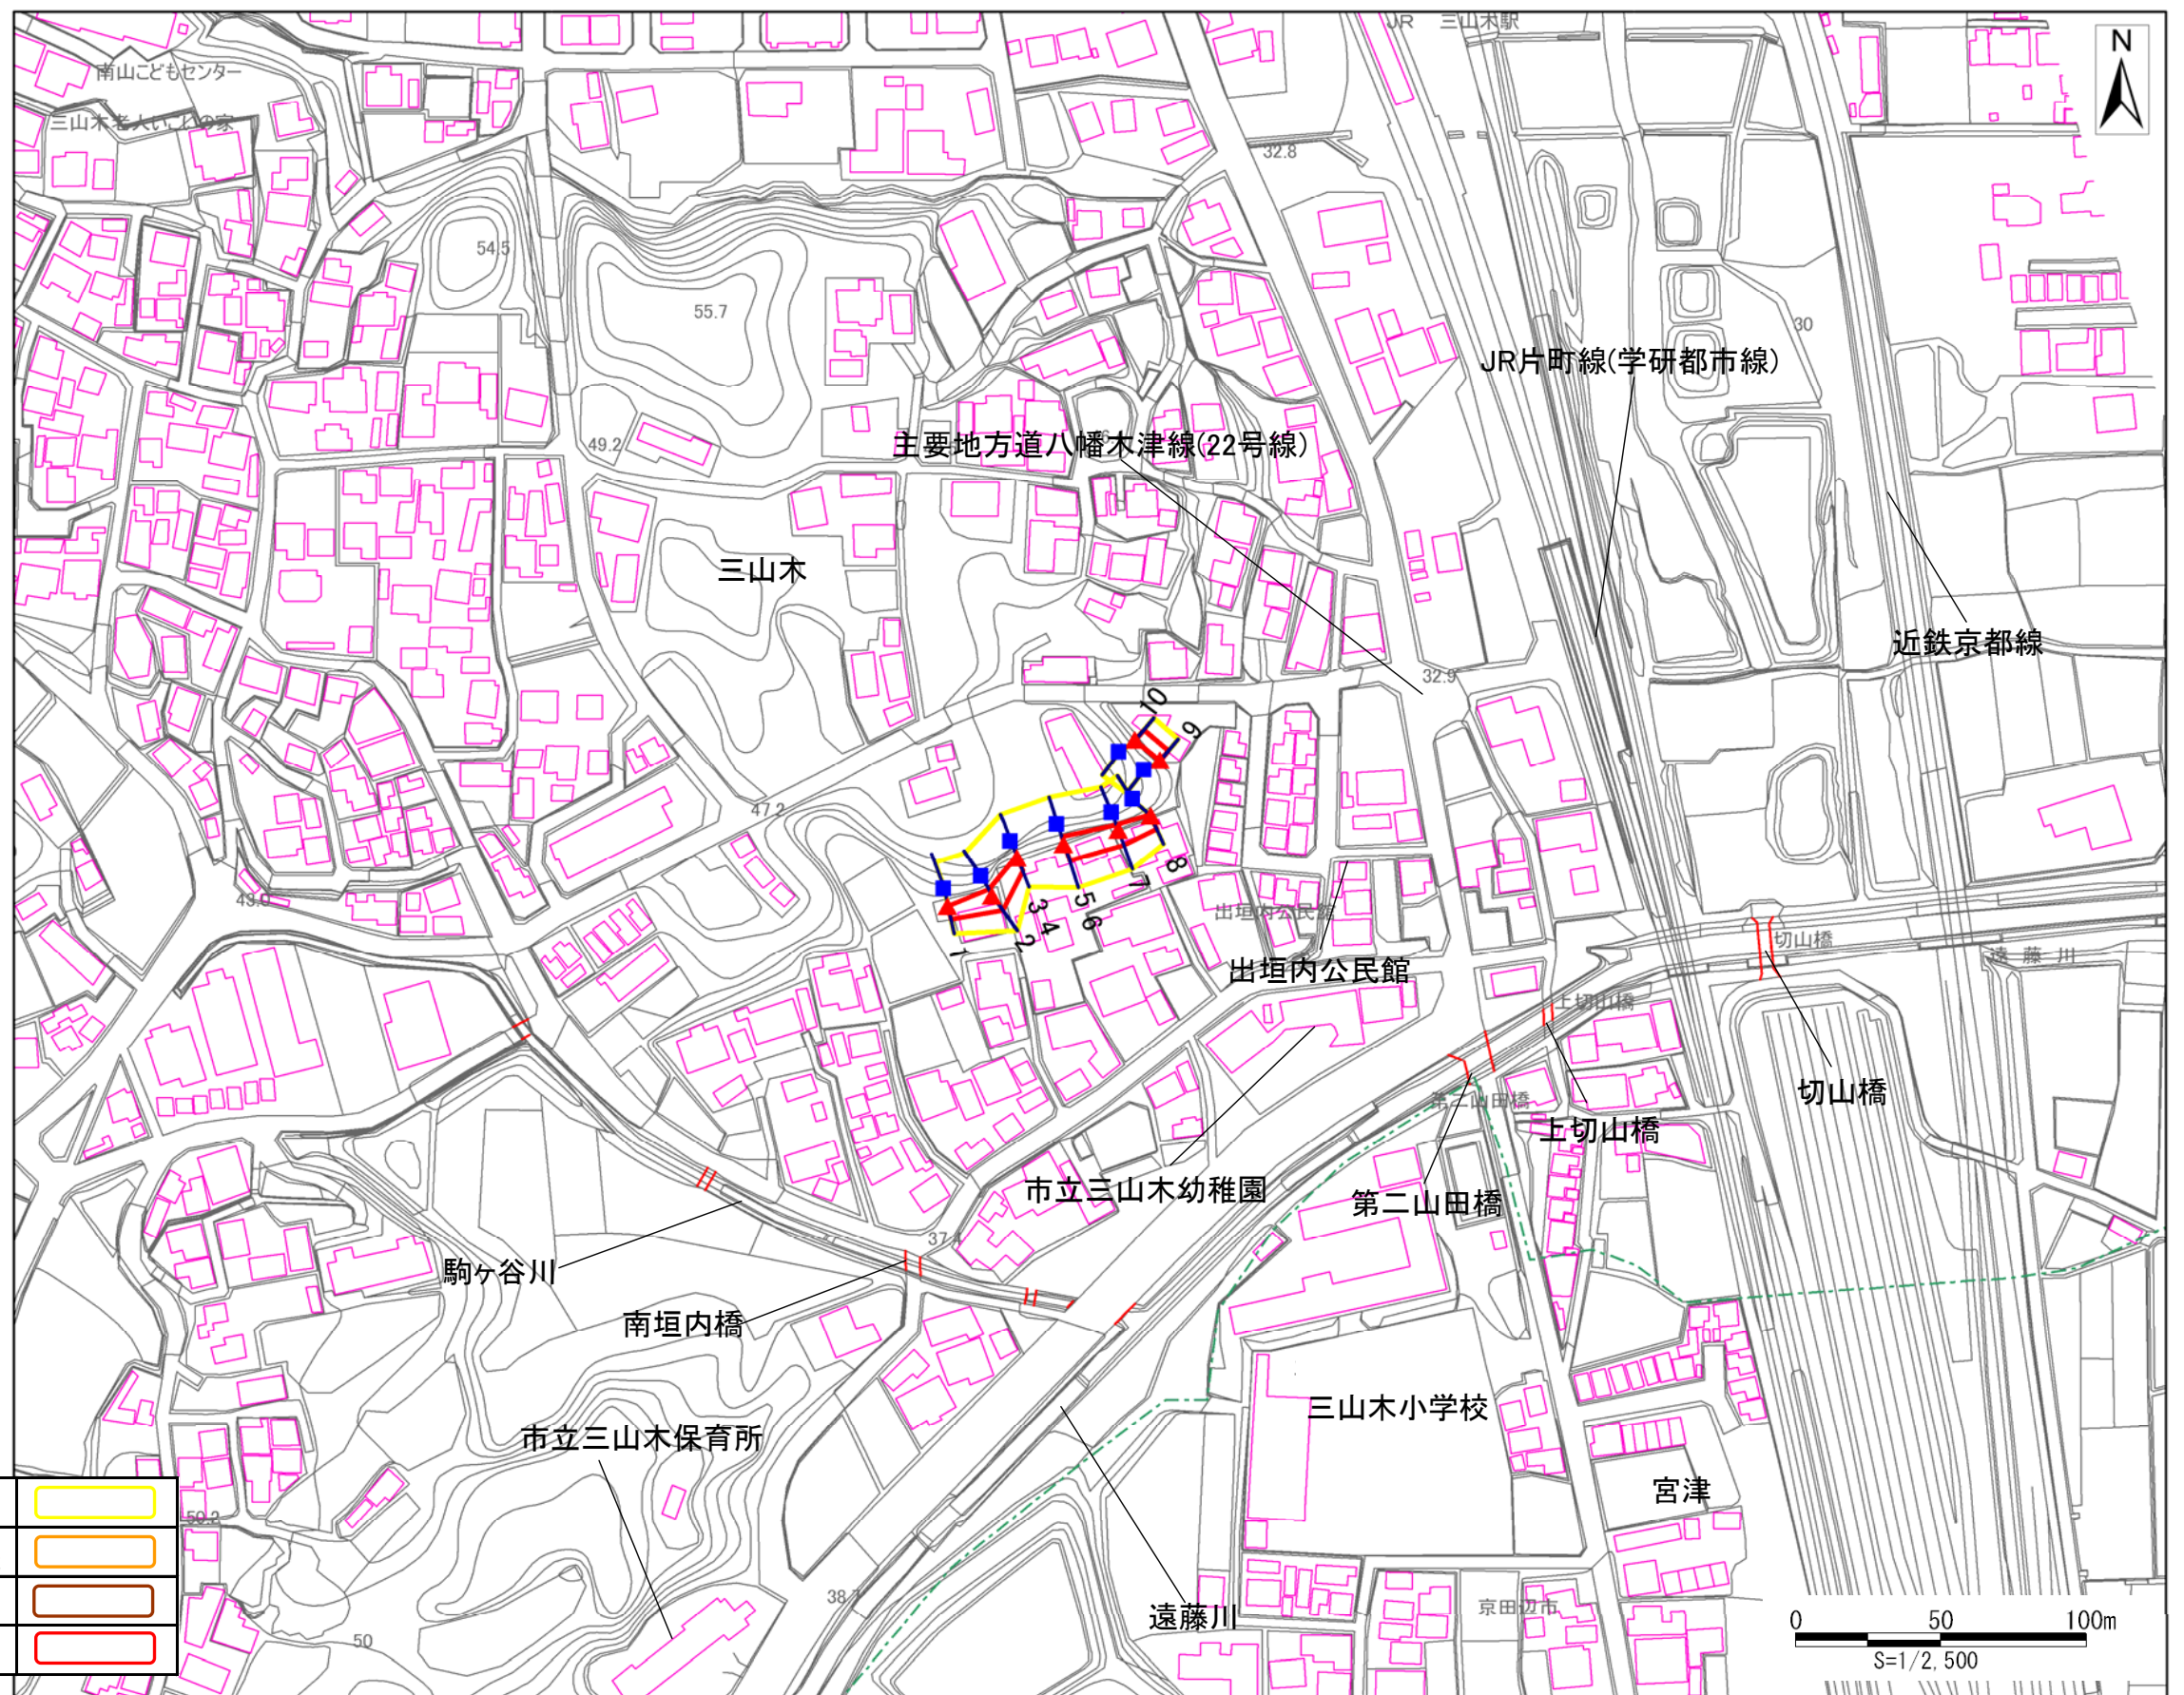 JR 三山木駅
N
南山こどもセンター
三山木老人いこいの家
32.8
54.5
55.7
30
JR片町線(学研都市線)
主要地方道八幡木津線(22号線)
49.2
三山木
近鉄京都線
32.9
10
9
47.2
8
7
3
5
4
6
2
1
出垣内公民館
切山橋
遠藤川
出垣内公民館
上切山橋
切山橋
第二山田橋
上切山橋
市立三山木幼稚園
第二山田橋
37.4
駒ヶ谷川
南垣内橋
三山木小学校
市立三山木保育所
宮津
50.2
38.7
遠藤川
京田辺市
50
0 50 100m
S=1/2,500